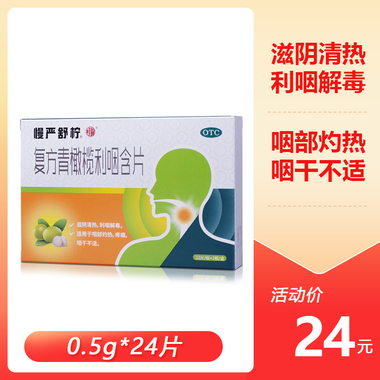 滋阴清热
利咽解毒
咽部灼热
咽干不适
慢严舒柠
OTC
复方青橄榄利咽含片
滋阴清热，利咽解毒。
适用于咽部灼热，疼痛，
咽干不适。
0.5g*24片
活动价
24元